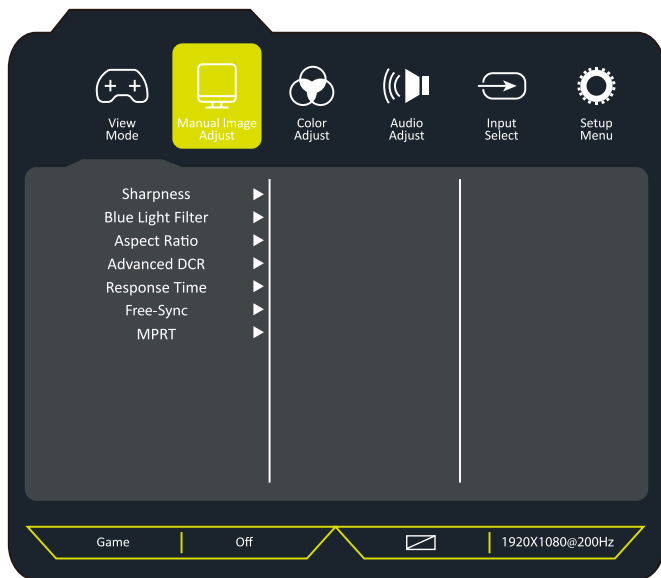 View
Mode
Manual Image
Adjust
Color
Adjust
Audio
Adjust
Input
Select
Setup
Menu
Sharpness
Blue Light Filter
Aspect Ratio
Advanced DCR
Response Time
Free-Sync
MPRT
Game
Off
1920X1080@200Hz